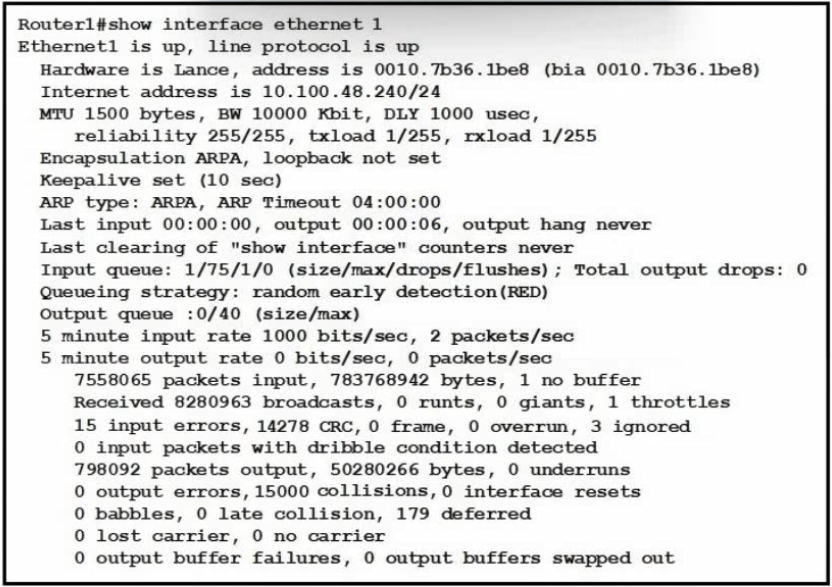 Router1#show interface ethernet 1
Ethernet1 is up, line protocol is up
Hardware is Lance, address is 0010.7b36.1be8 (bia 0010.7b36.1be8)
Internet address is 10.100.48.240/24
MTU 1500 bytes, BW 10000 Kbit, DLY 1000 usec,
reliability 255/255, txload 1/255, rxload 1/255
Encapsulation ARPA, loopback not set
Keepalive set (10 sec)
ARP type: ARPA, ARP Timeout 04:00:00
Last input 00:00:00, output 00:00:06, output hang never
Last clearing of "show interface" counters never
Input queue: 1/75/1/0 (size/max/drops/flushes); Total output drops: 0
Queueing strategy: random early detection(RED)
Output queue :0/40 (size/max)
5 minute input rate 1000 bits/sec, 2 packets/sec
5 minute output rate 0 bits/sec, 0 packets/sec
7558065 packets input, 783768942 bytes, 1 no buffer
Received 8280963 broadcasts, 0 runts, 0 giants, 1 throttles
15 input errors, 14278 CRC, 0 frame, 0 overrun, 3 ignored
0 input packets with dribble condition detected
798092 packets output, 50280266 bytes, 0 underruns
0 output errors, 15000 collisions, 0 interface resets
0 babbles, 0 late collision, 179 deferred
0 lost carrier, 0 no carrier
0 output buffer failures, 0 output buffers swapped out